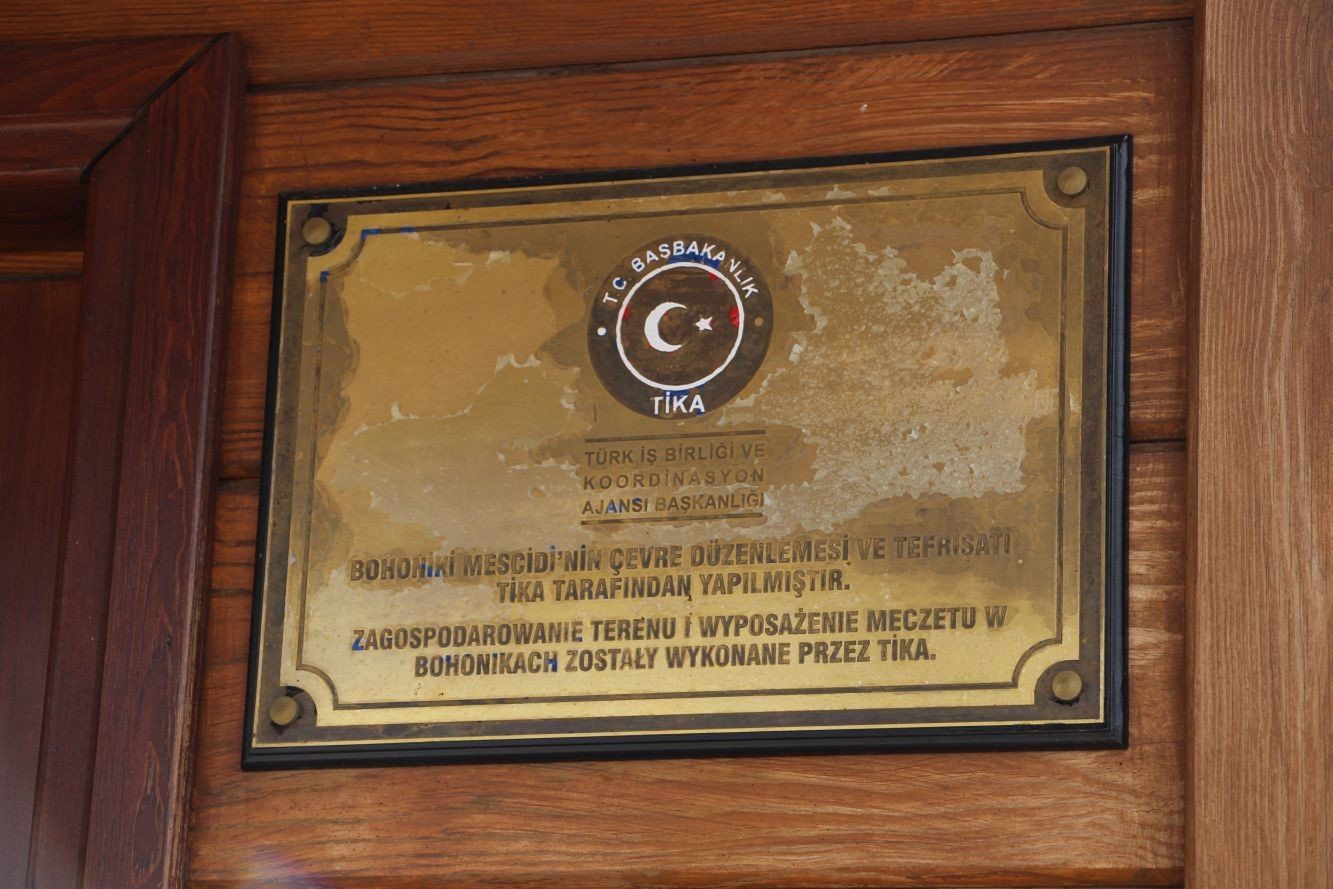 T.C. BAŞBAKANLIK
TİKA
TÜRK İŞ BİRLİĞİ VE
KOORDİNASYON
AJANSI BAŞKANLIĞI
BOHONİKİ MESCİDİ'NİN ÇEVRE DÜZENLEMESİ VE TEFRİŞATI
TİKA TARAFINDAN YAPILMIŞTIR.
ZAGOSPODAROWANIE TERENU İ WYPOSAŻENIE MECZETU W
BOHONIKACH ZOSTAŁY WYKONANE PRZEZ TİKA.